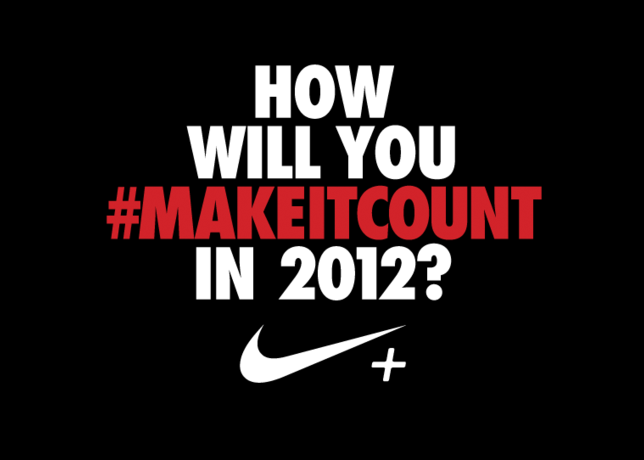 HOW
WILL YOU
#MAKEITCOUNT
IN 2012?
+